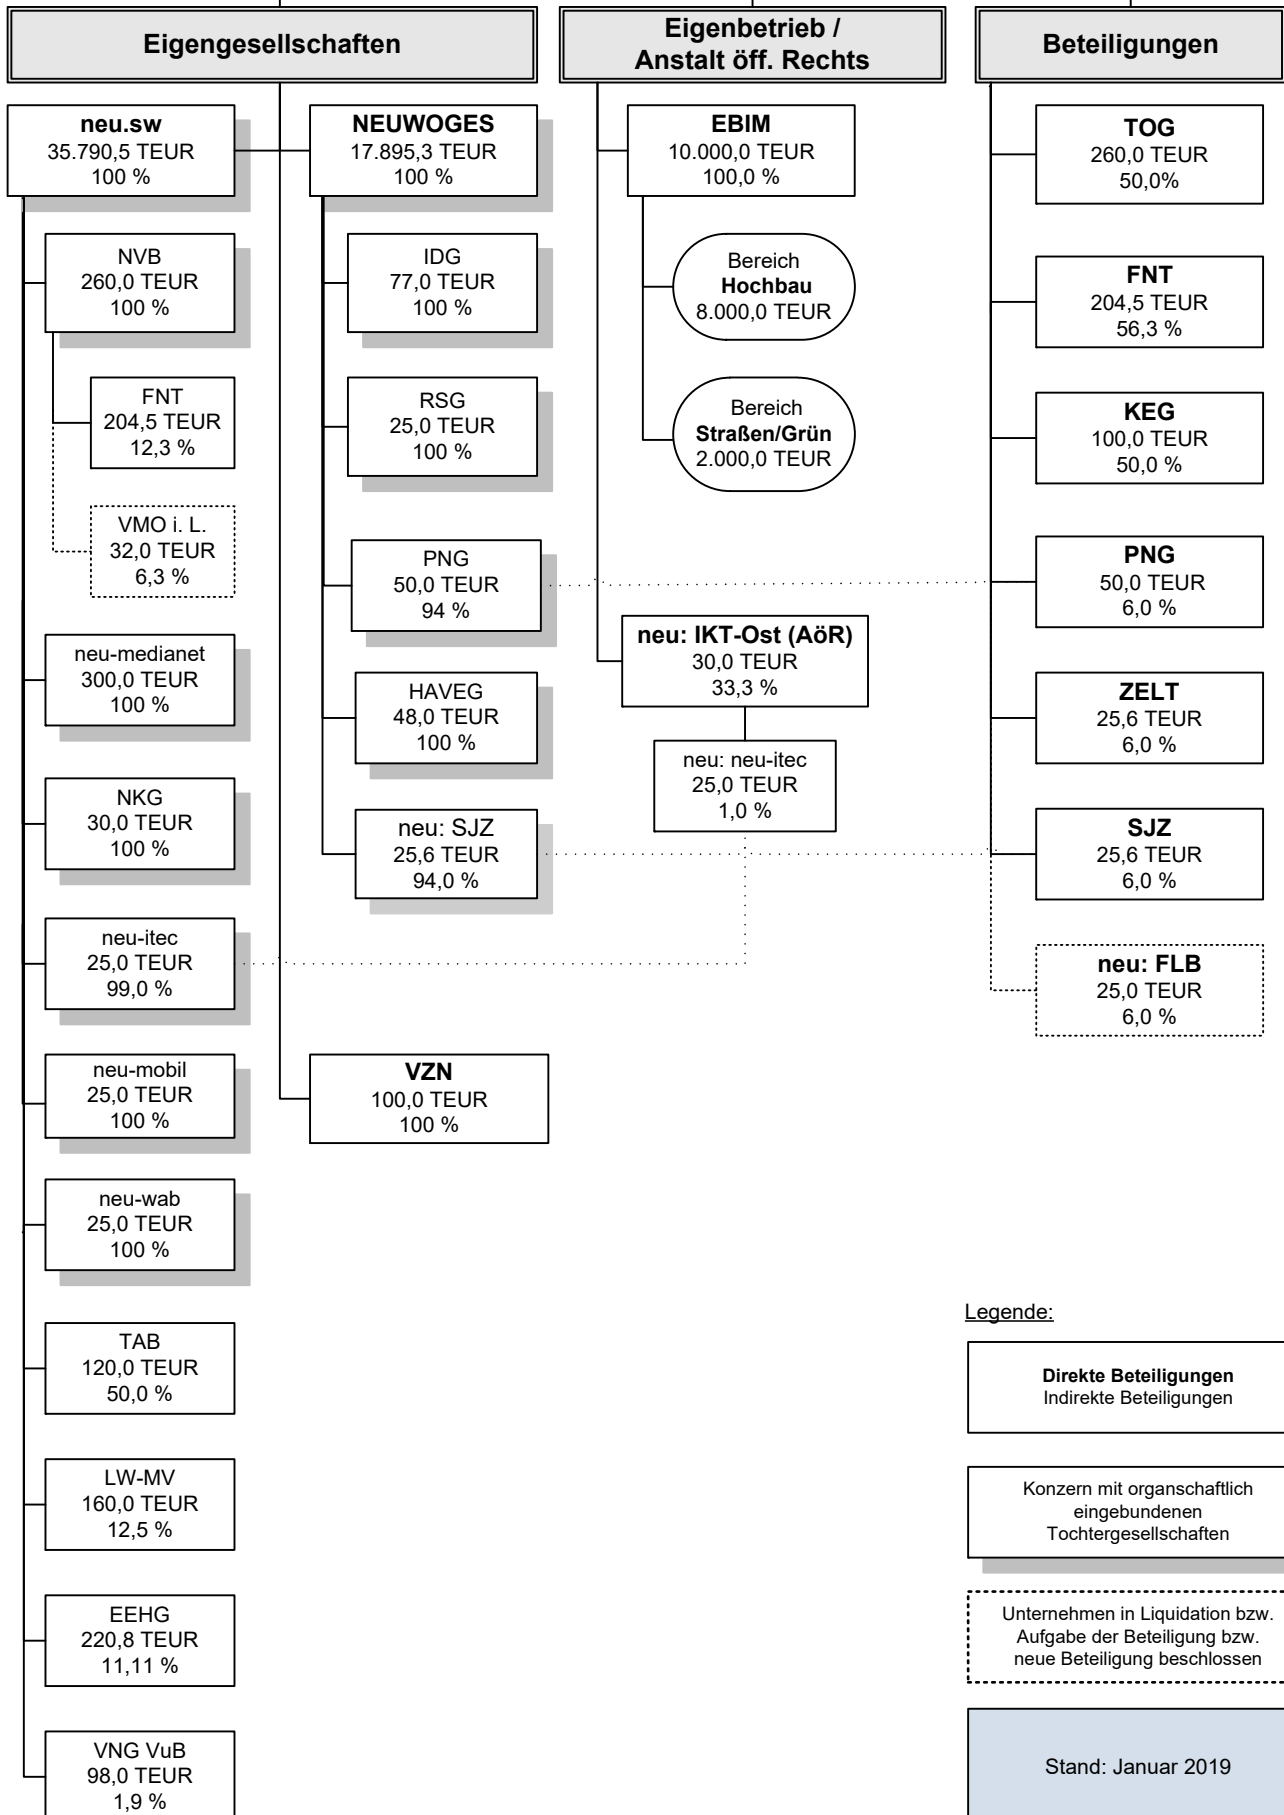 Eigengesellschaften
neu.sw
35.790,5 TEUR
100 %
NVB
260,0 TEUR
100 %
FNT
204,5 TEUR
12,3 %
VMO i. L.
32,0 TEUR
6,3 %
neu-medianet
300,0 TEUR
100 %
NKG
30,0 TEUR
100 %
neu-itec
25,0 TEUR
99,0 %
neu-mobil
25,0 TEUR
100 %
neu-wab
25,0 TEUR
100 %
TAB
120,0 TEUR
50,0 %
LW-MV
160,0 TEUR
12,5 %
EEHG
220,8 TEUR
11,11 %
VNG VuB
98,0 TEUR
1,9 %
NEUWOGES
17.895,3 TEUR
100 %
IDG
77,0 TEUR
100 %
RSG
25,0 TEUR
100 %
PNG
50,0 TEUR
94 %
HAVEG
48,0 TEUR
100 %
neu: SJZ
25,6 TEUR
94,0 %
VZN
100,0 TEUR
100 %
Eigenbetrieb /
Anstalt öff. Rechts
EBIM
10.000,0 TEUR
100,0 %
Bereich
Hochbau
8.000,0 TEUR
Bereich
Straßen/Grün
2.000,0 TEUR
neu: IKT-Ost (AöR)
30,0 TEUR
33,3 %
neu: neu-itec
25,0 TEUR
1,0 %
Beteiligungen
TOG
260,0 TEUR
50,0%
FNT
204,5 TEUR
56,3 %
KEG
100,0 TEUR
50,0 %
PNG
50,0 TEUR
6,0 %
ZELT
25,6 TEUR
6,0 %
SJZ
25,6 TEUR
6,0 %
neu: FLB
25,0 TEUR
6,0 %
Legende:
Direkte Beteiligungen
Indirekte Beteiligungen
Konzern mit organschaftlich
eingebundenen
Tochtergesellschaften
Unternehmen in Liquidation bzw.
Aufgabe der Beteiligung bzw.
neue Beteiligung beschlossen
Stand: Januar 2019